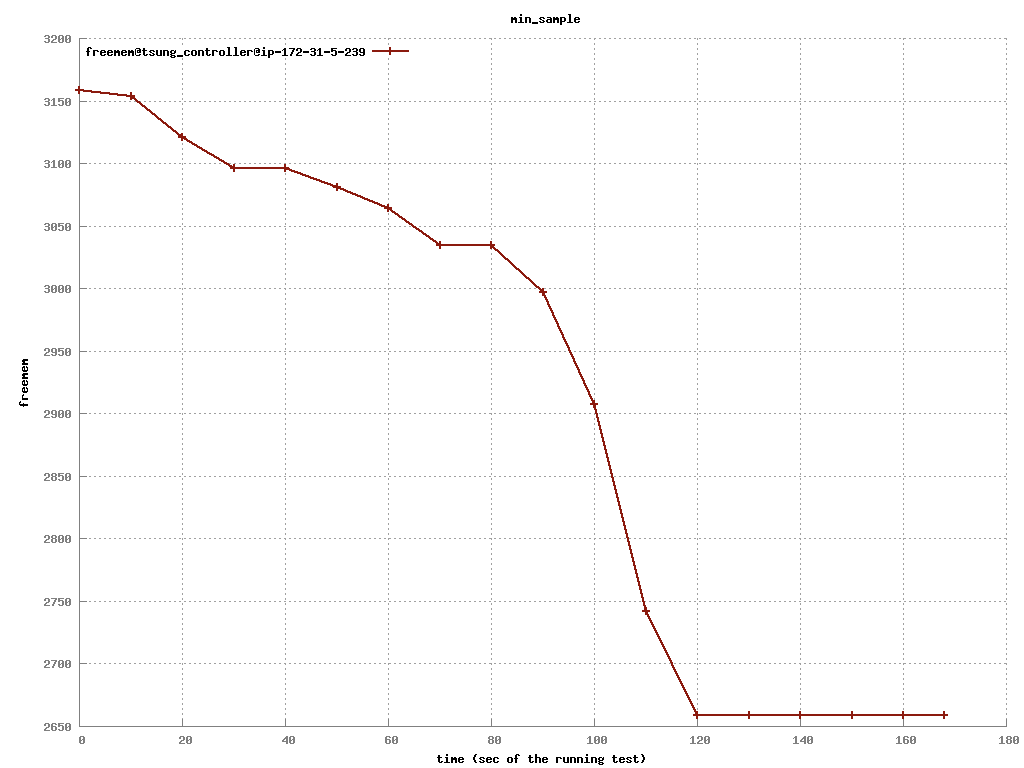 min_sample
freemem@tsung_controller@ip-172-31-5-239
3200
3150
3100
3050
3000
2950
2900
2850
2800
2750
2700
2650
freemem
0 20 40 60 80 100 120 140 160 180
time (sec of the running test)